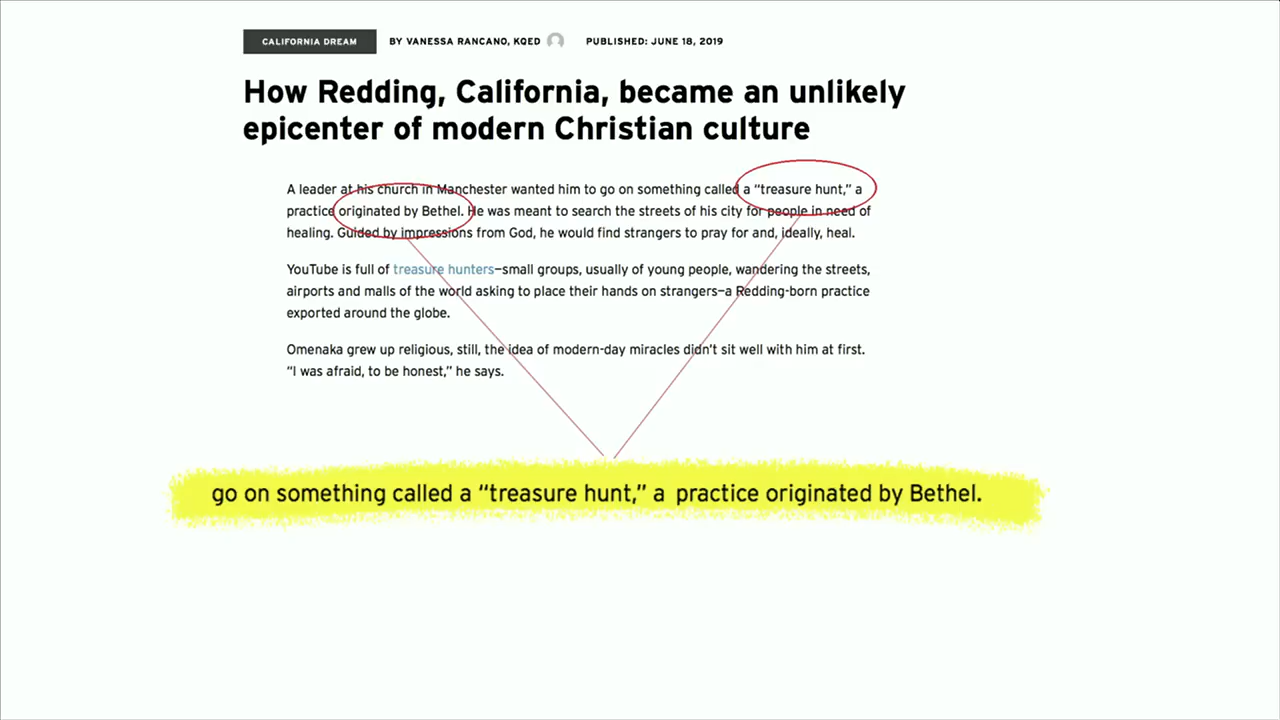 CALIFORNIA DREAM BY VANESSA RANCANO, KQED PUBLISHED: JUNE 18, 2019
How Redding, California, became an unlikely
epicenter of modern Christian culture
A leader at his church in Manchester wanted him to go on something called a “treasure hunt,” a
practice originated by Bethel. He was meant to search the streets of his city for people in need of
healing. Guided by impressions from God, he would find strangers to pray for and, ideally, heal.
YouTube is full of treasure hunters—small groups, usually of young people, wandering the streets,
airports and malls of the world asking to place their hands on strangers—a Redding-born practice
exported around the globe.
Omenaka grew up religious, still, the idea of modern-day miracles didn’t sit well with him at first.
“I was afraid, to be honest,” he says.
go on something called a “treasure hunt,” a practice originated by Bethel.